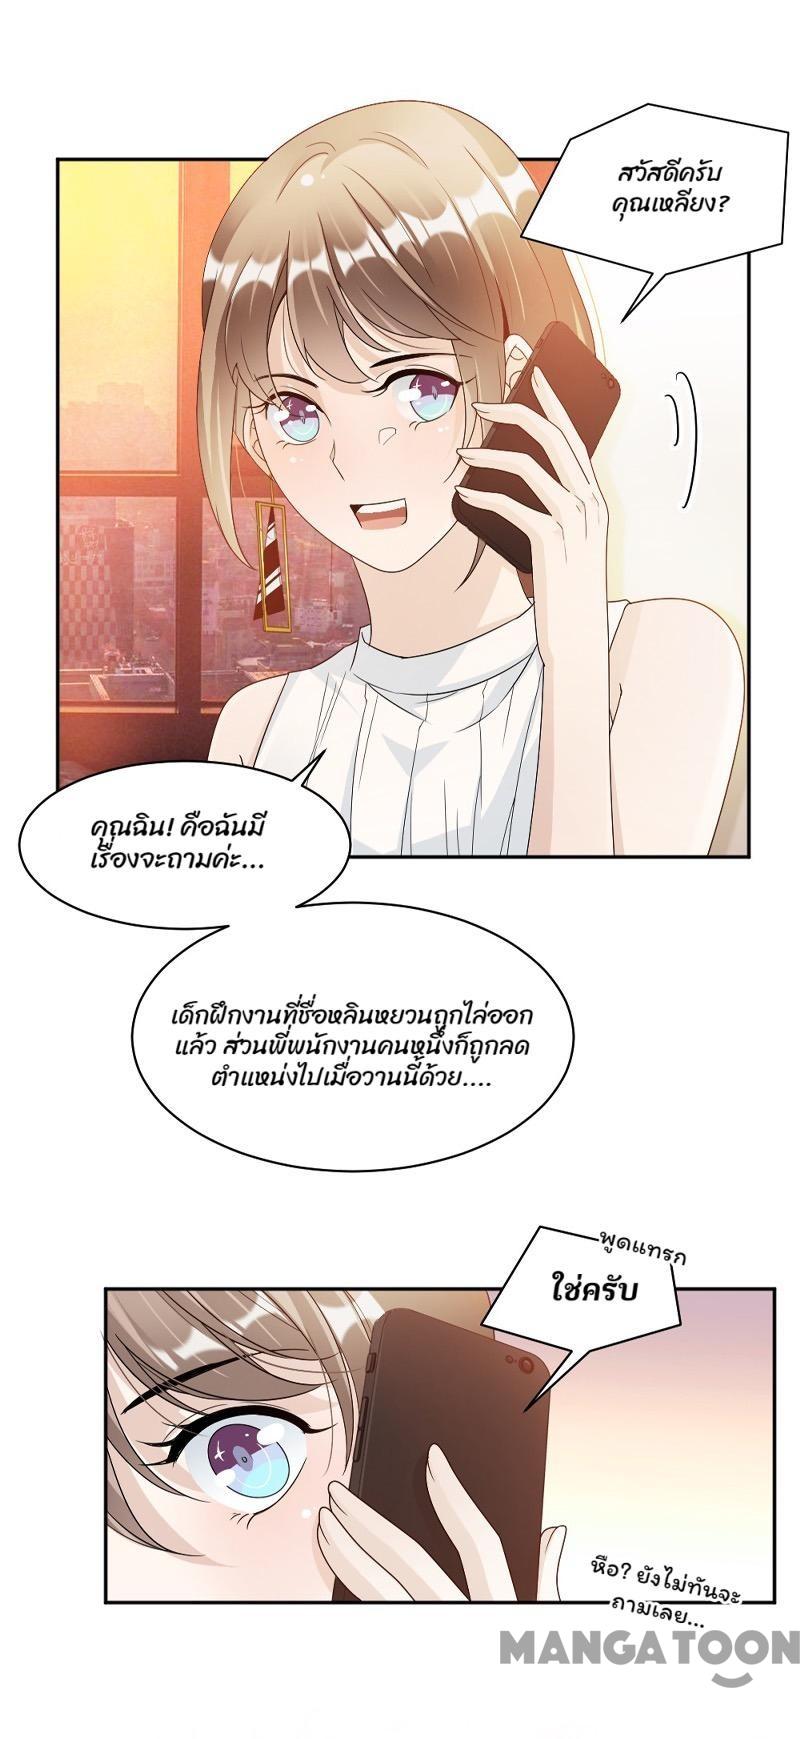 สวัสดีครับ
คุณเหลียง?
คุณฉิน! คือฉันมี
เรื่องจะถามค่ะ...
เด็กฝึกงานที่ชื่อหลินหยวนถูกไล่ออก
แล้ว ส่วนพี่พนักงานคนหนึ่งก็ถูกลด
ตำแหน่งไปเมื่อวานนี้ด้วย....
พูดแทรก
ใช่ครับ
หือ? ยังไม่ทันจะ
ถามเลย...
MANGATOON